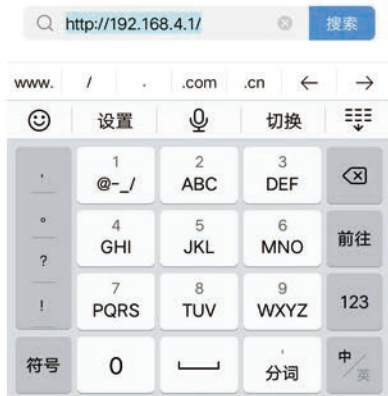 http://192.168.4.1/ 搜索
www. / . .com .cn ← →
设置 切换
, 1 2 3
@-_/ ABC DEF
。 4 5 6 前往
GHI JKL MNO
?
7 8 9 123
! PQRS TUV WXYZ
符号 0 ' 分词 中/英